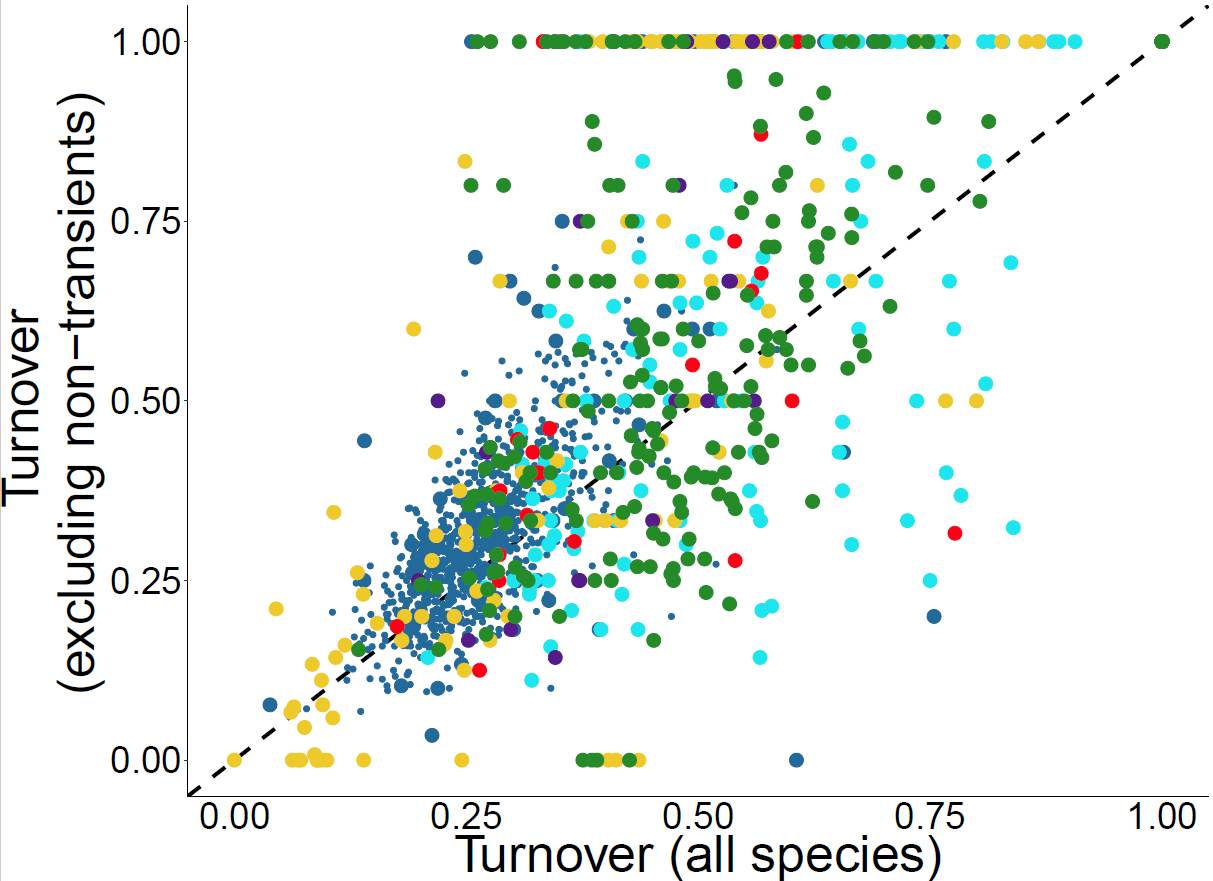 Turnover
(excluding non−transients)
1.00
0.75
0.50
0.25
0.00
0.00 0.25 0.50 0.75 1.00
Turnover (all species)